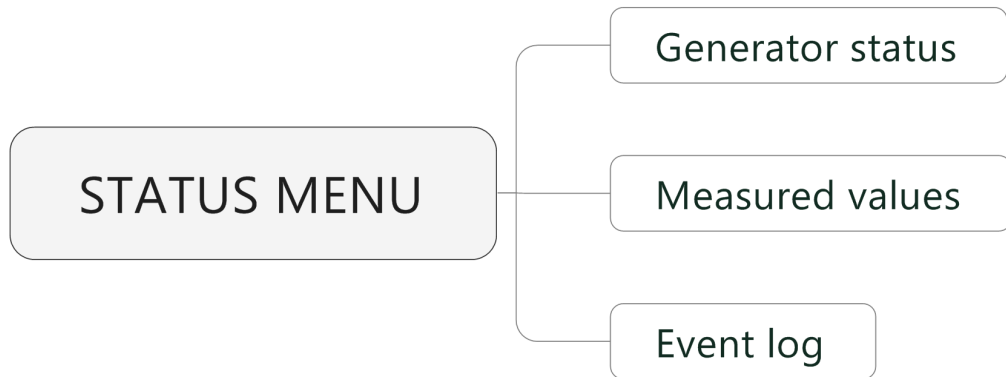 Generator status
STATUS MENU
Measured values
Event log